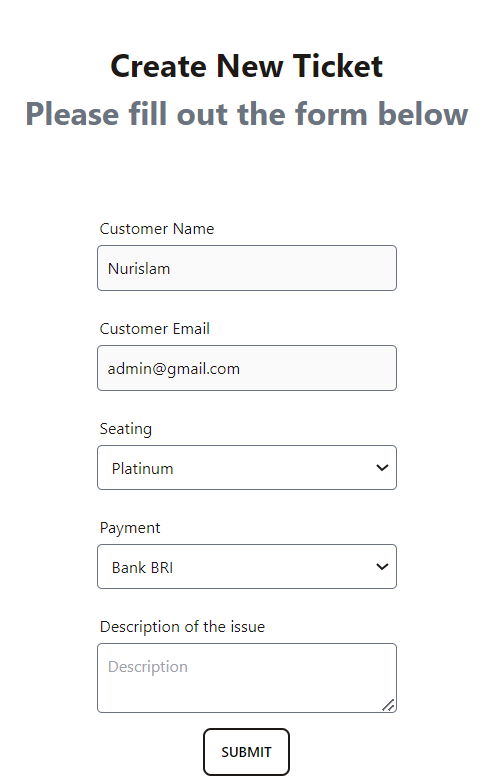 Create New Ticket
Please fill out the form below
Customer Name
Nurislam
Customer Email
admin@gmail.com
Seating
Platinum
Payment
Bank BRI
Description of the issue
Description
SUBMIT